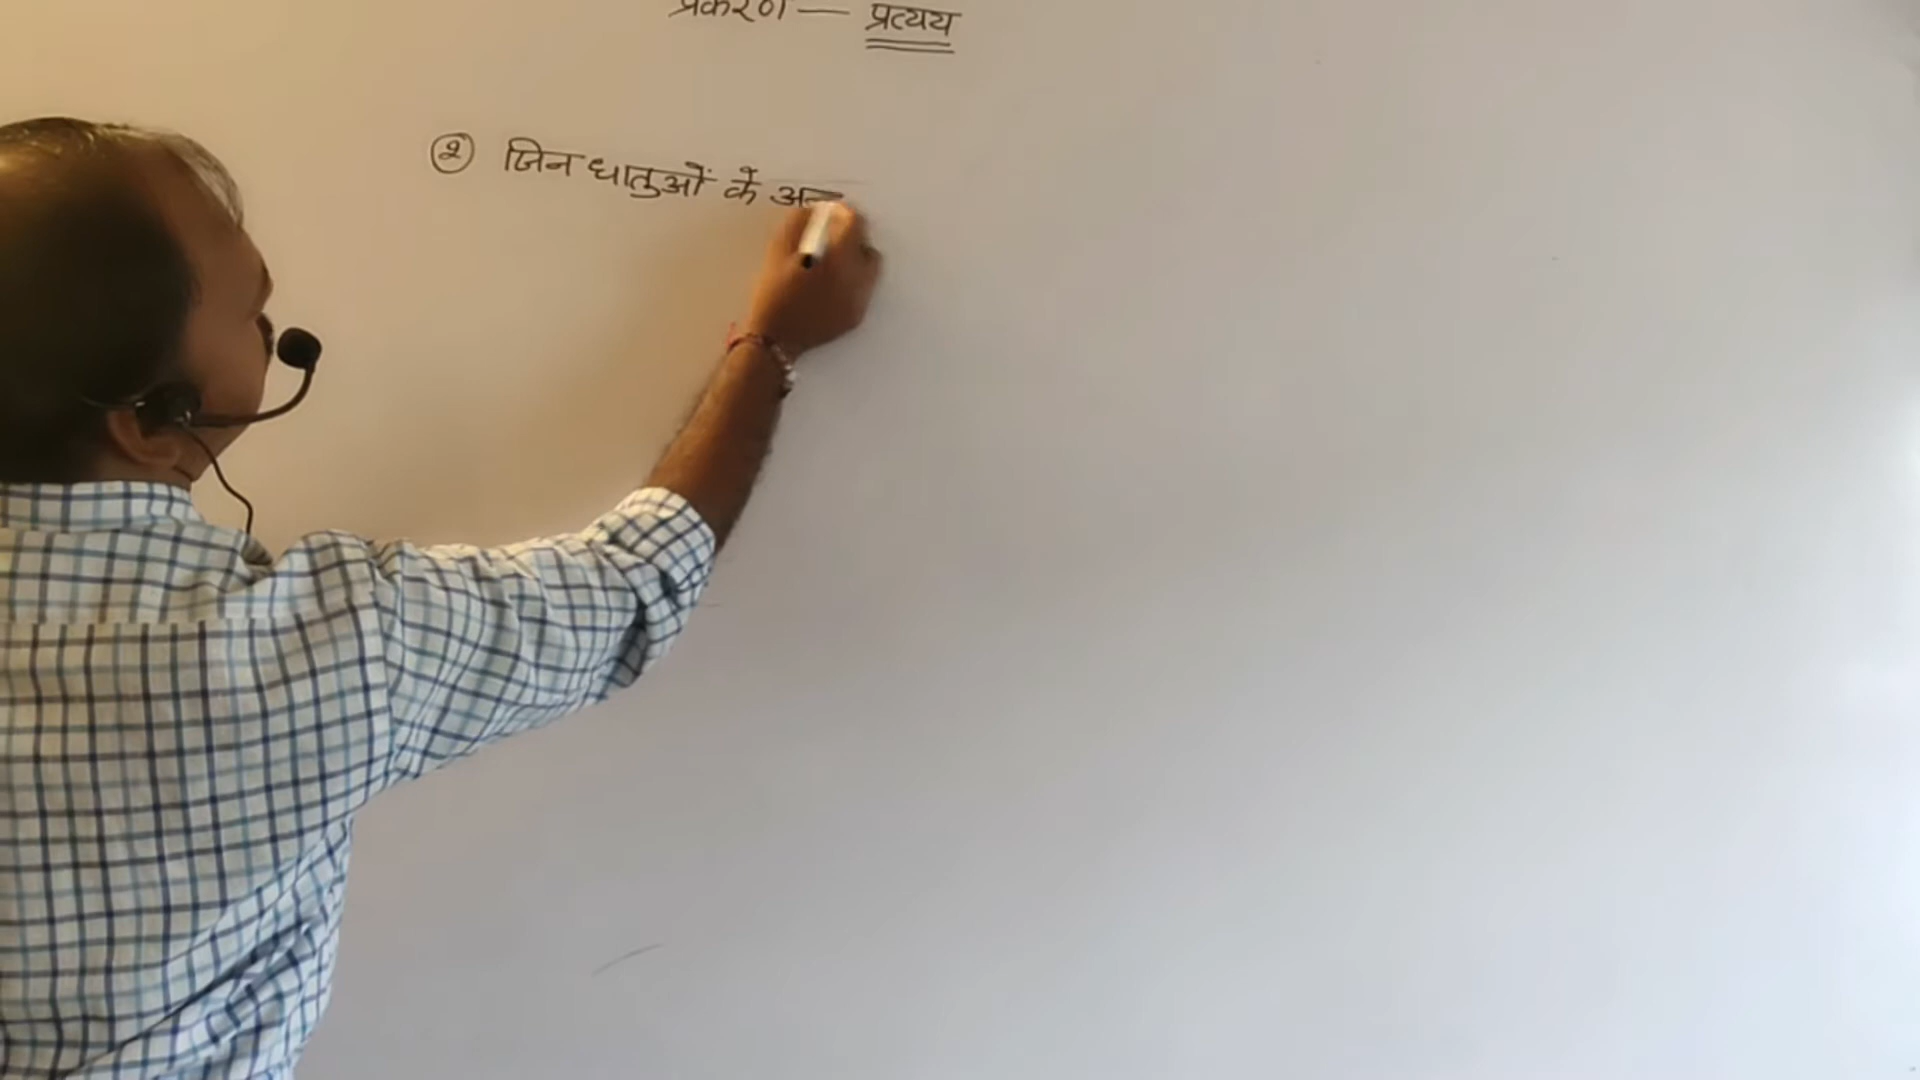 प्रकरण — प्रत्यय
② जिन धातुओं के